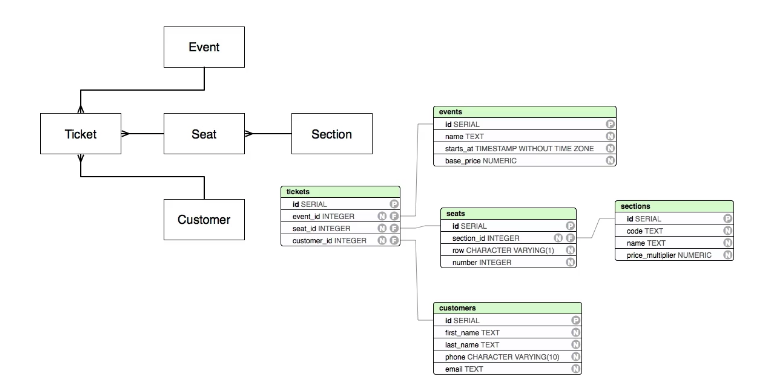 Event
Ticket
Seat
Section
Customer
events
id SERIAL P
name TEXT N
starts_at TIMESTAMP WITHOUT TIME ZONE N
base_price NUMERIC N
tickets
id SERIAL P
event_id INTEGER N F
seat_id INTEGER N F
customer_id INTEGER N F
seats
id SERIAL P
section_id INTEGER N F
row CHARACTER VARYING(1) N
number INTEGER N
sections
id SERIAL P
code TEXT N
name TEXT N
price_multiplier NUMERIC N
customers
id SERIAL P
first_name TEXT N
last_name TEXT N
phone CHARACTER VARYING(10) N
email TEXT N